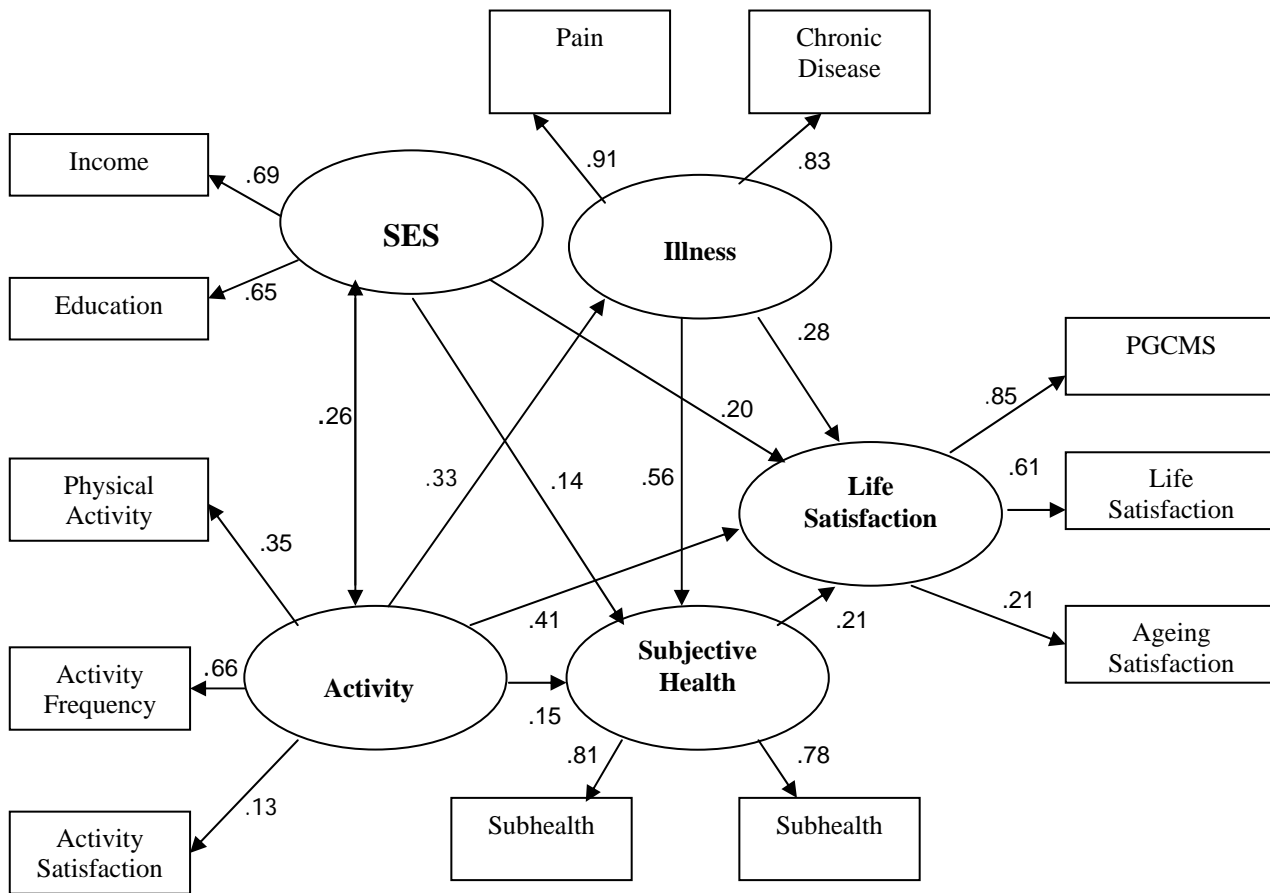 Pain
Chronic
Disease
Income
.91
.83
.69
SES
Illness
Education
.65
.28
PGCMS
.85
.26
.20
.33
.14
.56
.61
Physical
Activity
Life
Satisfaction
Life
Satisfaction
.35
.41
.21
.21
Ageing
Satisfaction
Activity
Frequency
.66
Activity
Subjective
Health
.15
.81
.78
.13
Activity
Satisfaction
Subhealth
Subhealth